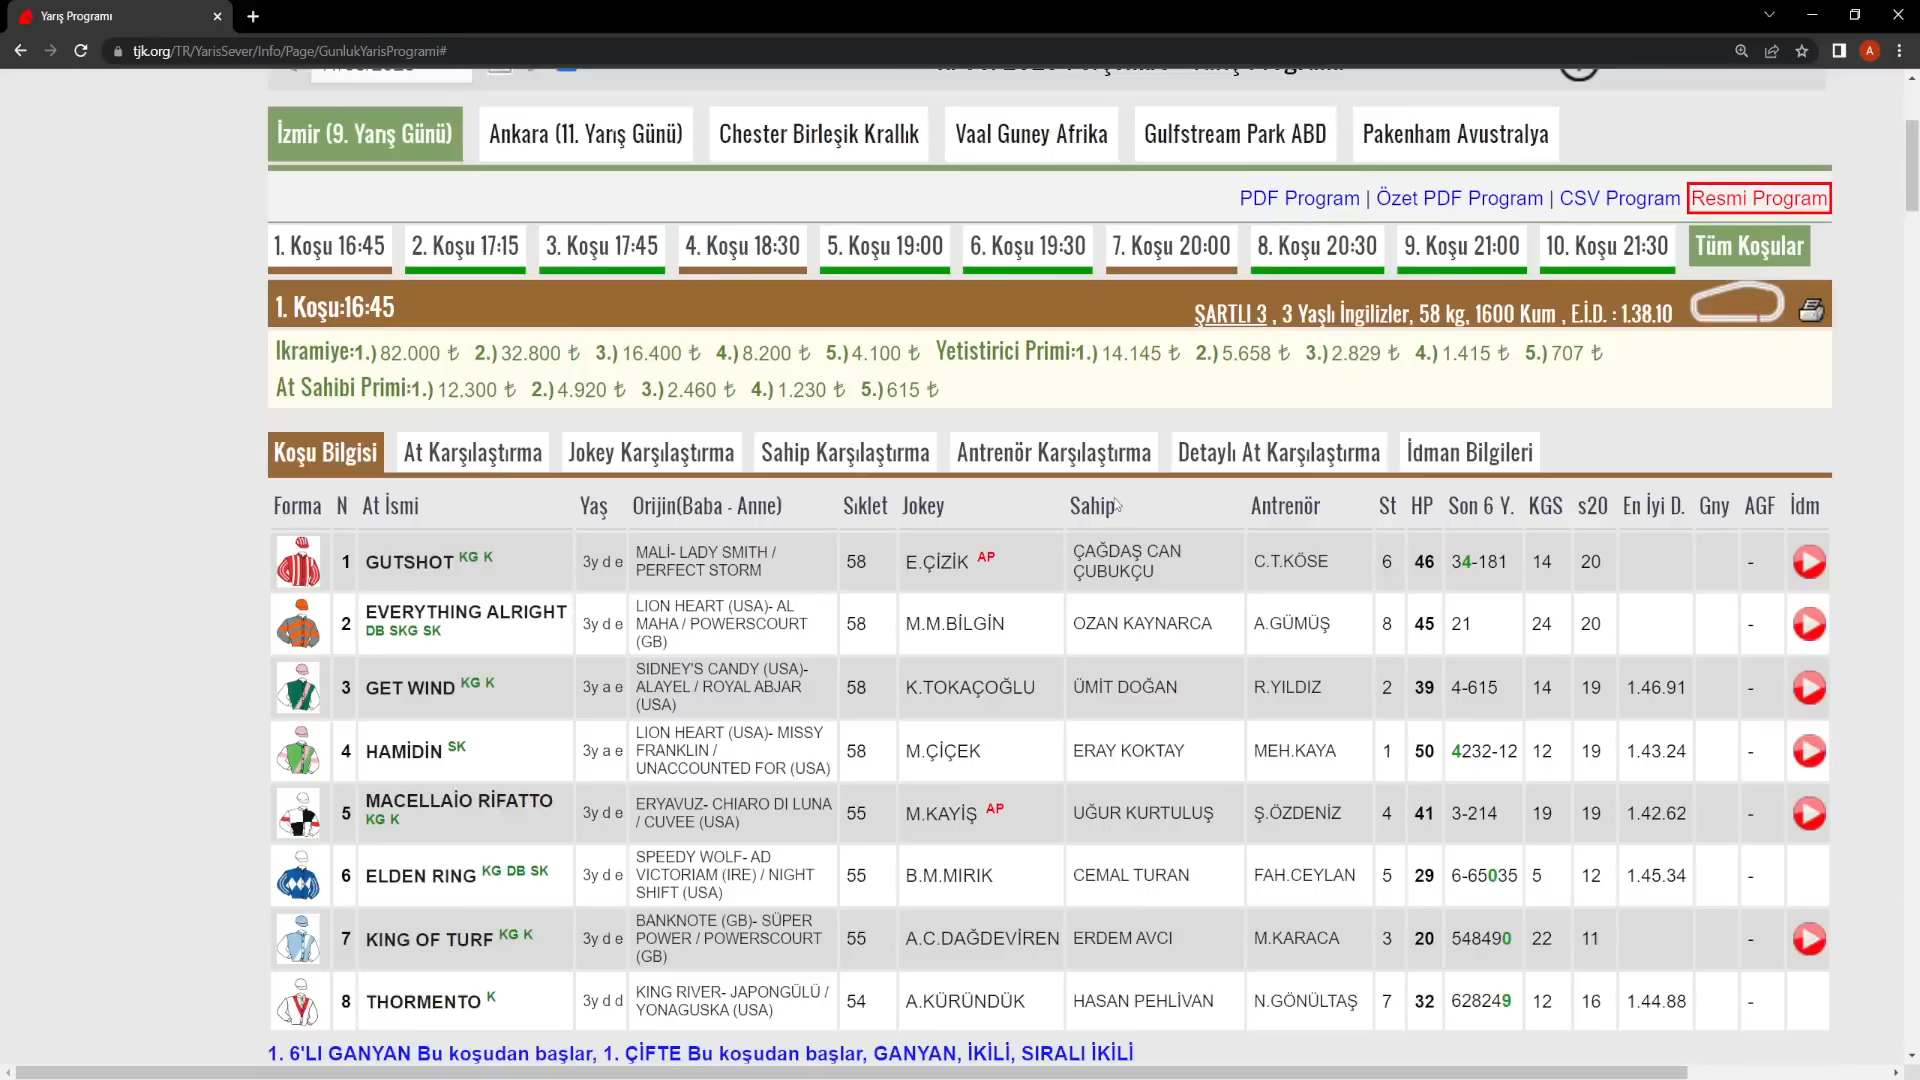 Yarış Programı
tjk.org/TR/YarisSever/Info/Page/GunlukYarisProgrami#
A
İzmir (9. Yarış Günü) Ankara (11. Yarış Günü) Chester Birleşik Krallık Vaal Guney Afrika Gulfstream Park ABD Pakenham Avustralya
PDF Program | Özet PDF Program | CSV Program Resmi Program
1. Koşu 16:45 2. Koşu 17:15 3. Koşu 17:45 4. Koşu 18:30 5. Koşu 19:00 6. Koşu 19:30 7. Koşu 20:00 8. Koşu 20:30 9. Koşu 21:00 10. Koşu 21:30 Tüm Koşular
1. Koşu:16:45 ŞARTLI 3 , 3 Yaşlı İngilizler, 58 kg, 1600 Kum , E.İ.D. : 1.38.10
Ikramiye:1.) 82.000 ₺ 2.) 32.800 ₺ 3.) 16.400 ₺ 4.) 8.200 ₺ 5.) 4.100 ₺ Yetistirici Primi:1.) 14.145 ₺ 2.) 5.658 ₺ 3.) 2.829 ₺ 4.) 1.415 ₺ 5.) 707 ₺
At Sahibi Primi:1.) 12.300 ₺ 2.) 4.920 ₺ 3.) 2.460 ₺ 4.) 1.230 ₺ 5.) 615 ₺
Koşu Bilgisi At Karşılaştırma Jokey Karşılaştırma Sahip Karşılaştırma Antrenör Karşılaştırma Detaylı At Karşılaştırma İdman Bilgileri
Forma N At İsmi Yaş Orijin(Baba - Anne) Sıklet Jokey Sahip Antrenör St HP Son 6 Y. KGS s20 En İyi D. Gny AGF İdm
1 GUTSHOT KG K 3y d e MALİ- LADY SMITH / PERFECT STORM 58 E.ÇİZİK AP ÇAĞDAŞ CAN ÇUBUKÇU C.T.KÖSE 6 46 34-181 14 20 -
2 EVERYTHING ALRIGHT DB SKG SK 3y d e LION HEART (USA)- AL MAHA / POWERSCOURT (GB) 58 M.M.BİLGİN OZAN KAYNARCA A.GÜMÜŞ 8 45 21 24 20 -
3 GET WIND KG K 3y a e SIDNEY'S CANDY (USA)- ALAYEL / ROYAL ABJAR (USA) 58 K.TOKAÇOĞLU ÜMİT DOĞAN R.YILDIZ 2 39 4-615 14 19 1.46.91 -
4 HAMİDİN SK 3y a e LION HEART (USA)- MISSY FRANKLIN / UNACCOUNTED FOR (USA) 58 M.ÇİÇEK ERAY KOKTAY MEH.KAYA 1 50 4232-12 12 19 1.43.24 -
5 MACELLAİO RİFATTO KG K 3y d e ERYAVUZ- CHIARO DI LUNA / CUVEE (USA) 55 M.KAYİŞ AP UĞUR KURTULUŞ Ş.ÖZDENİZ 4 41 3-214 19 19 1.42.62 -
6 ELDEN RING KG DB SK 3y d e SPEEDY WOLF- AD VICTORIAM (IRE) / NIGHT SHIFT (USA) 55 B.M.MIRIK CEMAL TURAN FAH.CEYLAN 5 29 6-65035 5 12 1.45.34 -
7 KING OF TURF KG K 3y d e BANKNOTE (GB)- SÜPER POWER / POWERSCOURT (GB) 55 A.C.DAĞDEVİREN ERDEM AVCI M.KARACA 3 20 548490 22 11 -
8 THORMENTO K 3y d d KING RIVER- JAPONGÜLÜ / YONAGUSKA (USA) 54 A.KÜRÜNDÜK HASAN PEHLİVAN N.GÖNÜLTAŞ 7 32 628249 12 16 1.44.88 -
1. 6'LI GANYAN Bu koşudan başlar, 1. ÇİFTE Bu koşudan başlar, GANYAN, İKİLİ, SIRALI İKİLİ